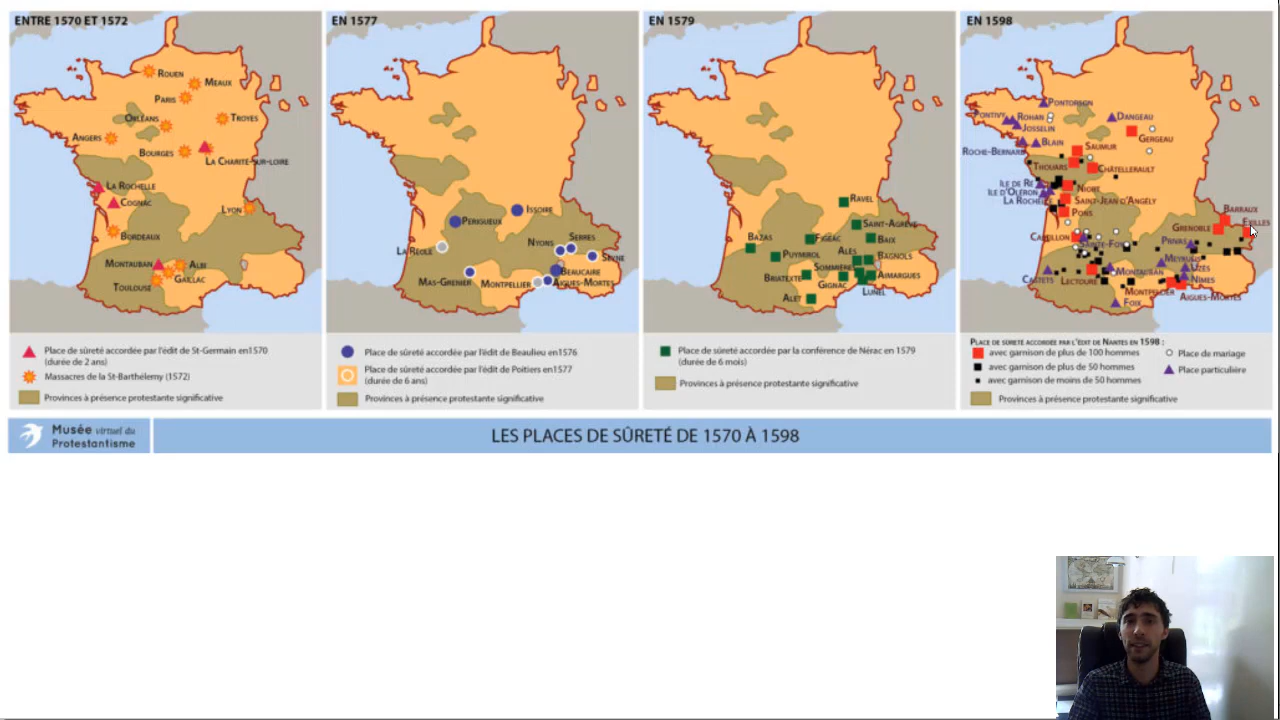 ENTRE 1570 ET 1572
ROUEN
MEAUX
PARIS
ORLÉANS
TROYES
ANGERS
BOURGES
LA CHARITÉ-SUR-LOIRE
LA ROCHELLE
COGNAC
LYON
BORDEAUX
MONTAUBAN
ALBI
GAILLAC
TOULOUSE
Place de sûreté accordée par l'édit de St-Germain en1570
(durée de 2 ans)
Massacres de la St-Barthélemy (1572)
Provinces à présence protestante significative
EN 1577
PÉRIGUEUX
ISSOIRE
LA RÉOLE
NYONS
SERRES
SEYNE
MAS-GRENIER
MONTPELLIER
BEAUCAIRE
AIGUES-MORTES
Place de sûreté accordée par l'édit de Beaulieu en1576
Place de sûreté accordée par l'édit de Poitiers en1577
(durée de 6 ans)
Provinces à présence protestante significative
EN 1579
RAVEL
SAINT-AGRÈVE
BAZAS
FIGEAC
BAIX
PUYMIROL
ALÈS
BAGNOLS
SOMMIÈRE
BRIATEXTE
GIGNAC
AIMARGUES
ALET
LUNEL
Place de sûreté accordée par la conférence de Nérac en 1579
(durée de 6 mois)
Provinces à présence protestante significative
EN 1598
PONTORSON
PONTIVY
ROHAN
JOSSELIN
DANGEAU
GERGEAU
ROCHE-BERNARD
BLAIN
SAUMUR
THOUARS
CHÂTELLERAULT
ILE DE RÉ
NIORT
ILE D'OLÉRON
LA ROCHELLE
SAINT-JEAN D'ANGÉLY
PONS
BARRAUX
EXILLES
GRENOBLE
CASTILLON
SAINTE-FOY
PRIVAS
MEYRUEIS
CASTETS
LECTOURE
MONTAUBAN
UZÈS
NÎMES
MONTPELLIER
AIGUES-MORTES
FOIX
PLACE DE SÛRETÉ ACCORDÉE PAR L'ÉDIT DE NANTES EN 1598 :
avec garnison de plus de 100 hommes
avec garnison de plus de 50 hommes
avec garnison de moins de 50 hommes
Place de mariage
Place particulière
Provinces à présence protestante significative
Musée virtuel du
Protestantisme
LES PLACES DE SÛRETÉ DE 1570 À 1598